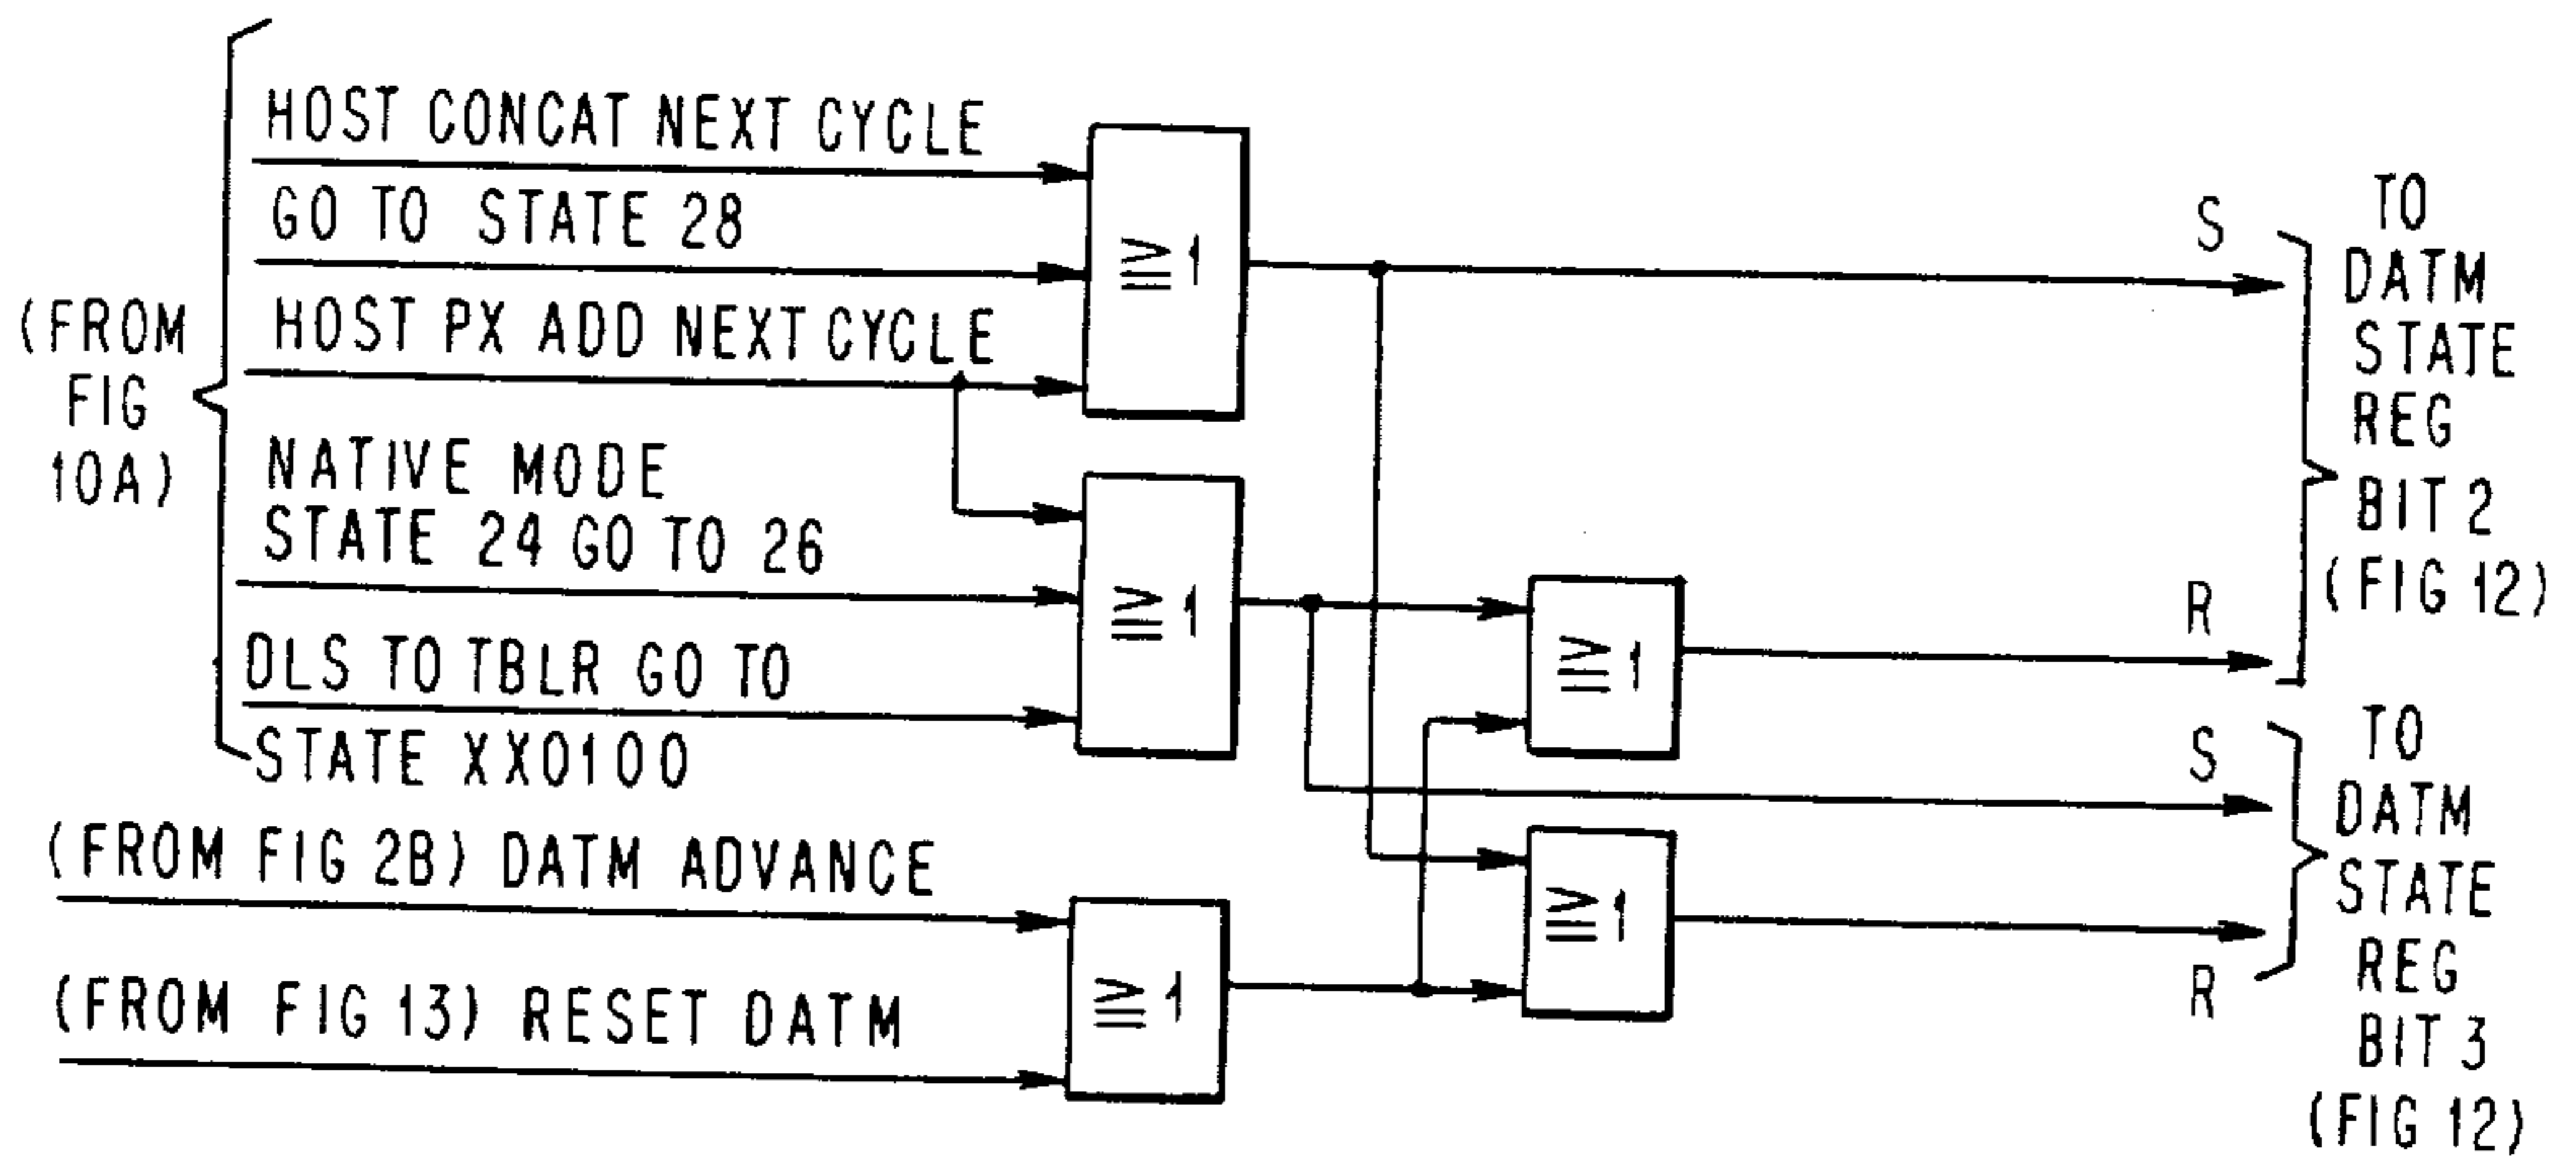 HOST CONCAT NEXT CYCLE
GO TO STATE 28
HOST PX ADD NEXT CYCLE
(FROM
FIG
10A)
NATIVE MODE
STATE 24 GO TO 26
DLS TO TBLR GO TO
STATE XX0100
(FROM FIG 2B) DATM ADVANCE
(FROM FIG 13) RESET DATM
≥1
≥1
≥1
≥1
≥1
S
R
TO
DATM
STATE
REG
BIT 2
(FIG 12)
S
R
TO
DATM
STATE
REG
BIT 3
(FIG 12)